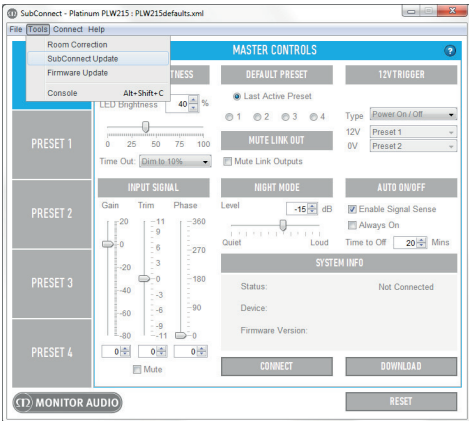 SubConnect - Platinum PLW215 : PLW215defaults.xml
File Tools Connect Help
Room Correction
SubConnect Update
Firmware Update
Console Alt+Shift+C
MASTER CONTROLS ?
TNESS DEFAULT PRESET 12V TRIGGER
LED Brightness 40 %
0 25 50 75 100
Time Out: Dim to 10%
Last Active Preset
1 2 3 4
MUTE LINK OUT
Mute Link Outputs
Type Power On / Off
12V Preset 1
0V Preset 2
PRESET 1
PRESET 2
PRESET 3
PRESET 4
INPUT SIGNAL NIGHT MODE AUTO ON/OFF
Gain Trim Phase
20 11 360
9
0 6 270
3
-20 0 180
-40 -3
-60 -6 90
-9
-80 -11 0
0 0 0
Mute
Level -15 dB
Quiet Loud
Enable Signal Sense
Always On
Time to Off 20 Mins
SYSTEM INFO
Status: Not Connected
Device:
Firmware Version:
CONNECT DOWNLOAD
MONITOR AUDIO RESET